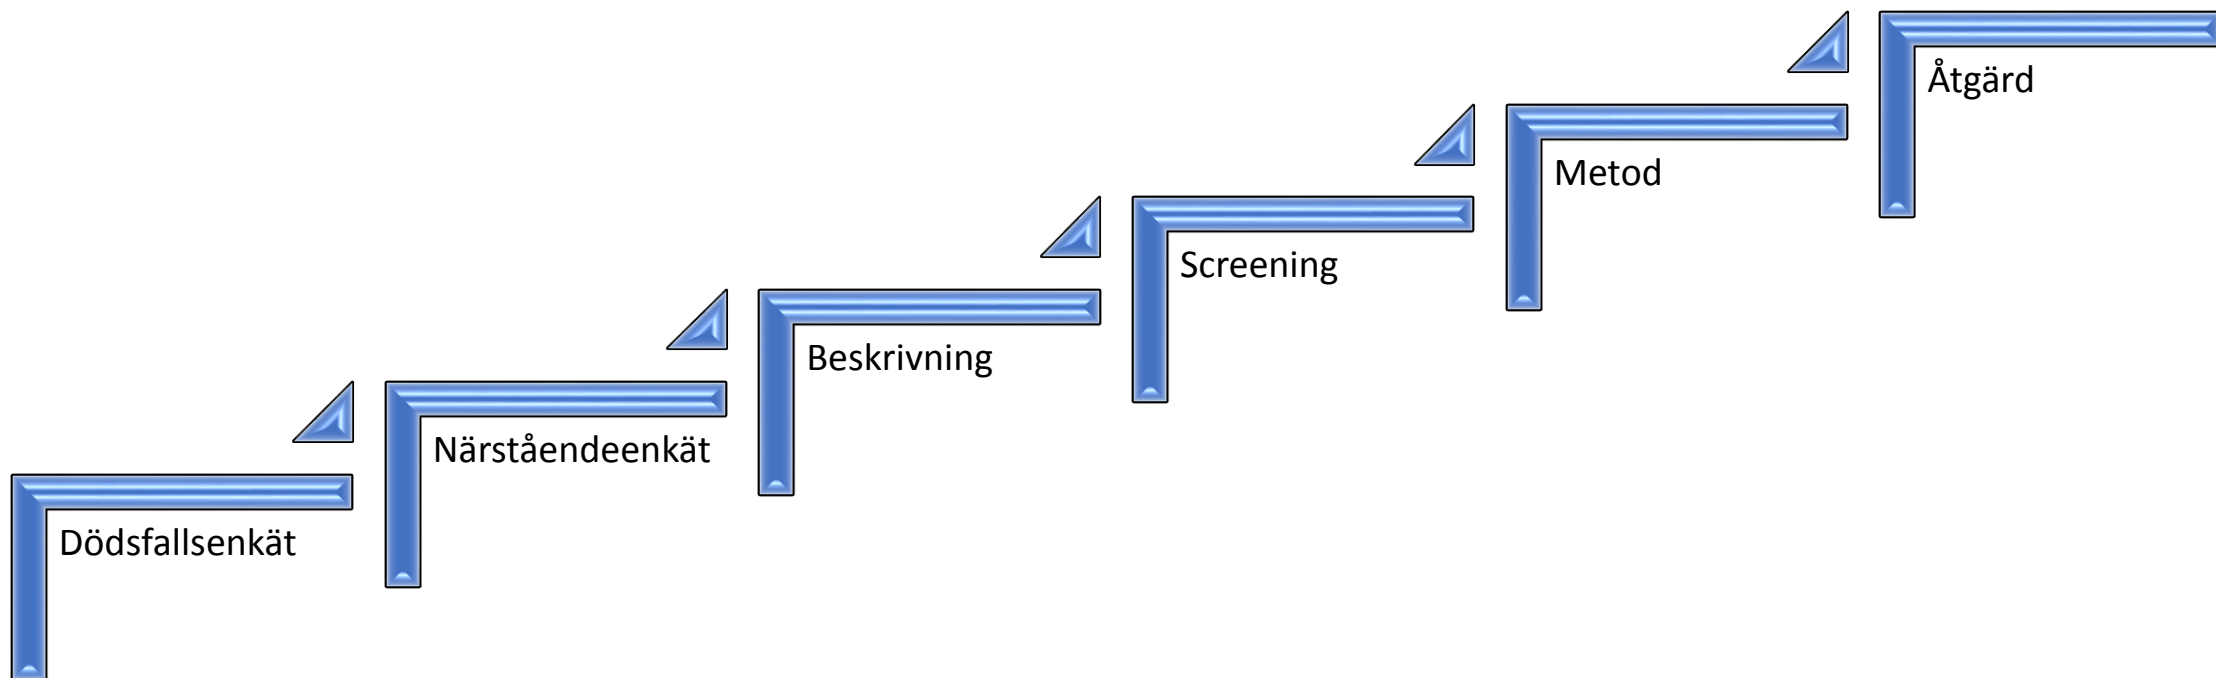 Dödsfallsenkät
Närståendeenkät
Beskrivning
Screening
Metod
Åtgärd